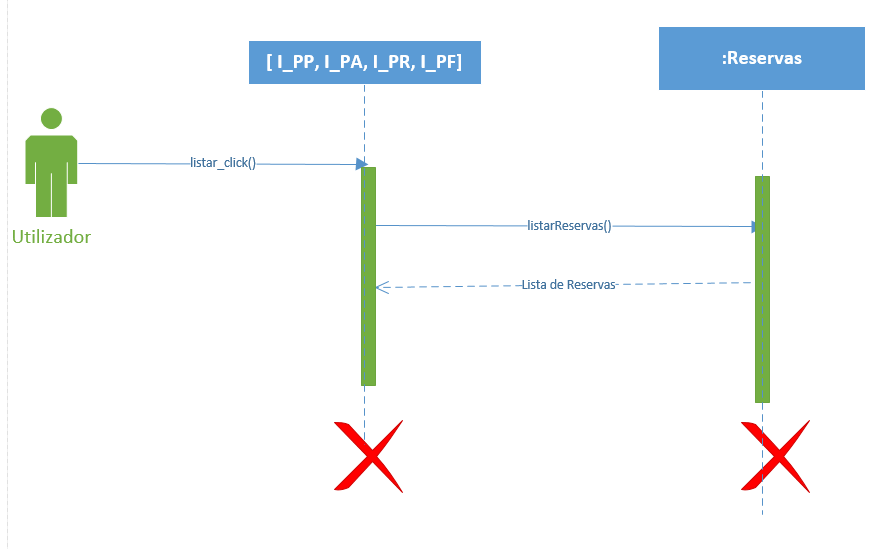 [ I_PP, I_PA, I_PR, I_PF]
:Reservas
listar_click()
Utilizador
listarReservas()
Lista de Reservas